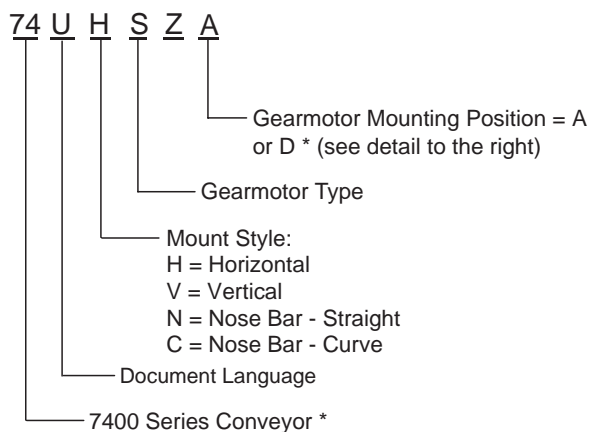 74 U H S Z A
Gearmotor Mounting Position = A
or D * (see detail to the right)
Gearmotor Type
Mount Style:
H = Horizontal
V = Vertical
N = Nose Bar - Straight
C = Nose Bar - Curve
Document Language
7400 Series Conveyor *